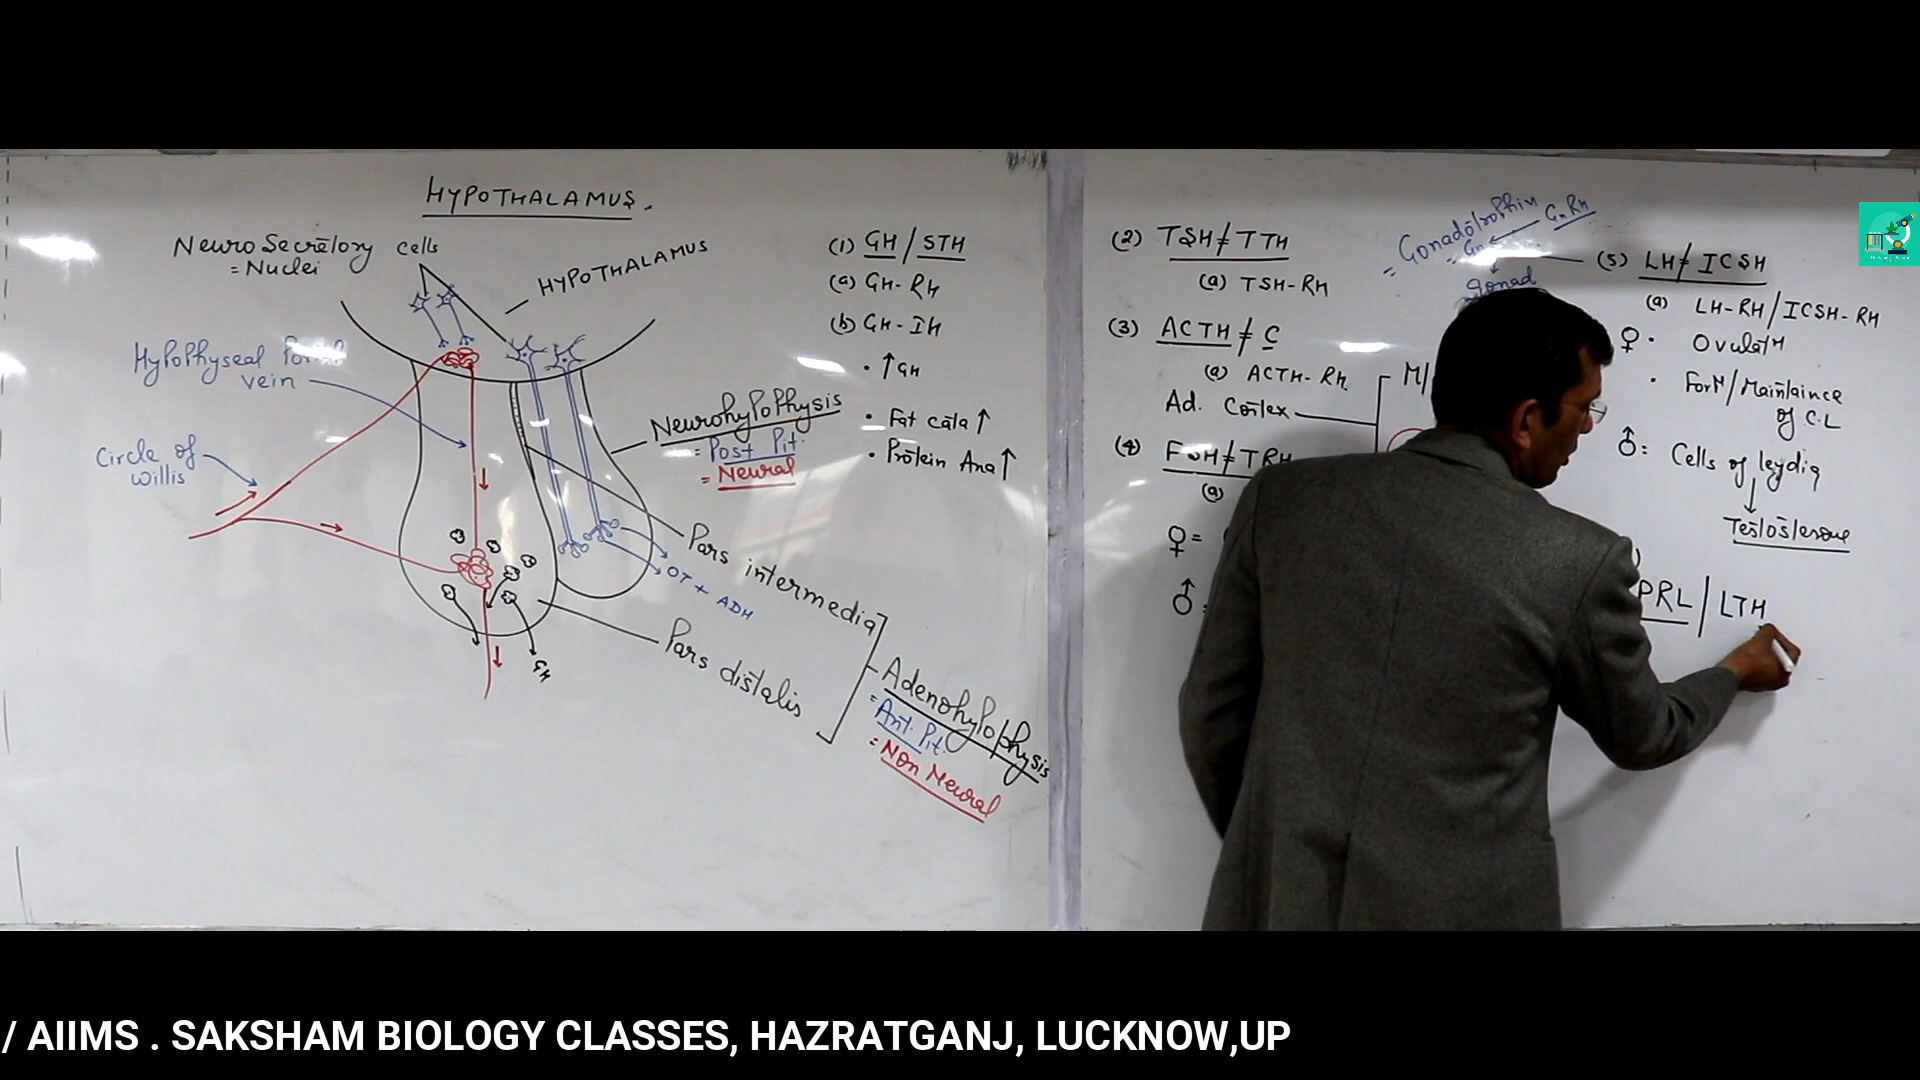 HYPOTHALAMUS.
NeuroSecretory cells
= Nuclei
HYPOTHALAMUS
Hypophyseal Portal
vein
Circle of
willis
Neurohypophysis
= Post Pit.
= Neural
Pars intermedia
OT + ADH
Pars distalis
GH
Adenohypophysis
= Ant. Pit.
= Non Neural
(1) GH / STH
(a) GH-RH
(b) GH-IH
• ↑ GH
• Fat cata ↑
• Protein Ana ↑
(2) TSH / TTH
(a) TSH-RH
(3) ACTH / C
(a) ACTH-RH
Ad. Cortex
M/
(4) FSH / TRH
(a)
♀ =
♂ =
= Gonadotrophin
GnRH
= Gn
gonad
(5) LH / ICSH
(a) LH-RH / ICSH-RH
♀ • Ovulatn
• Forn / Maintaince
of C.L
♂ = Cells of leydig
↓
Testosterone
PRL / LTH
/ AIIMS . SAKSHAM BIOLOGY CLASSES, HAZRATGANJ, LUCKNOW,UP